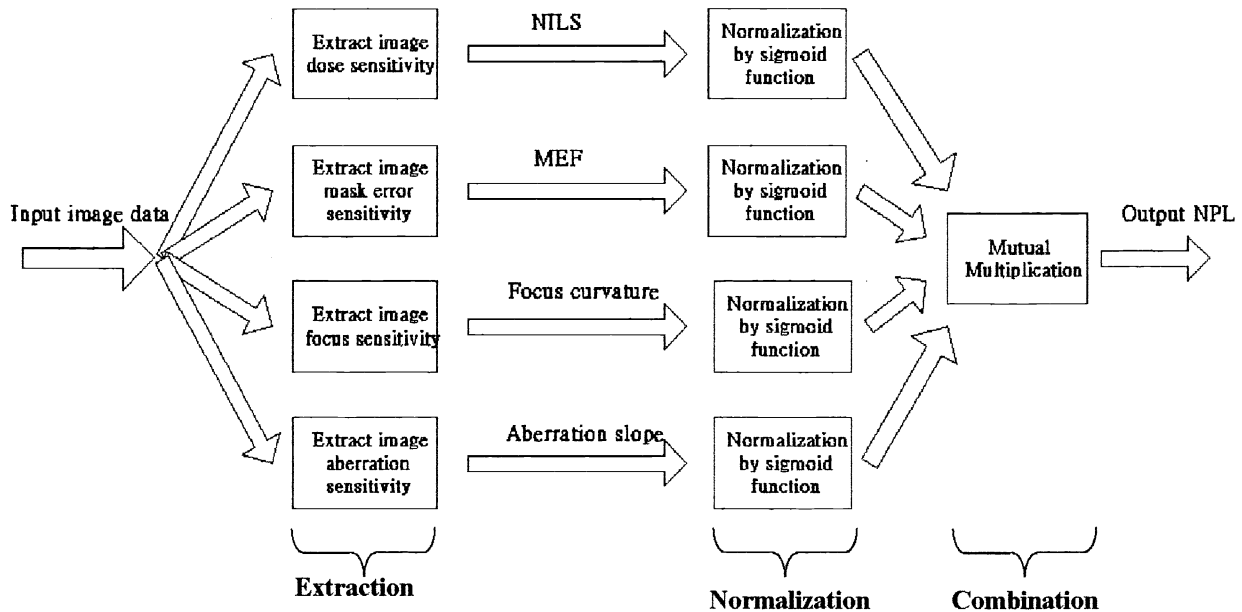 Input image data
Extract image
dose sensitivity
NILS
Normalization
by sigmoid
function
Extract image
mask error
sensitivity
MEF
Normalization
by sigmoid
function
Extract image
focus sensitivity
Focus curvature
Normalization
by sigmoid
function
Extract image
aberration
sensitivity
Aberration slope
Normalization
by sigmoid
function
Mutual
Multiplication
Output NPL
Extraction
Normalization
Combination